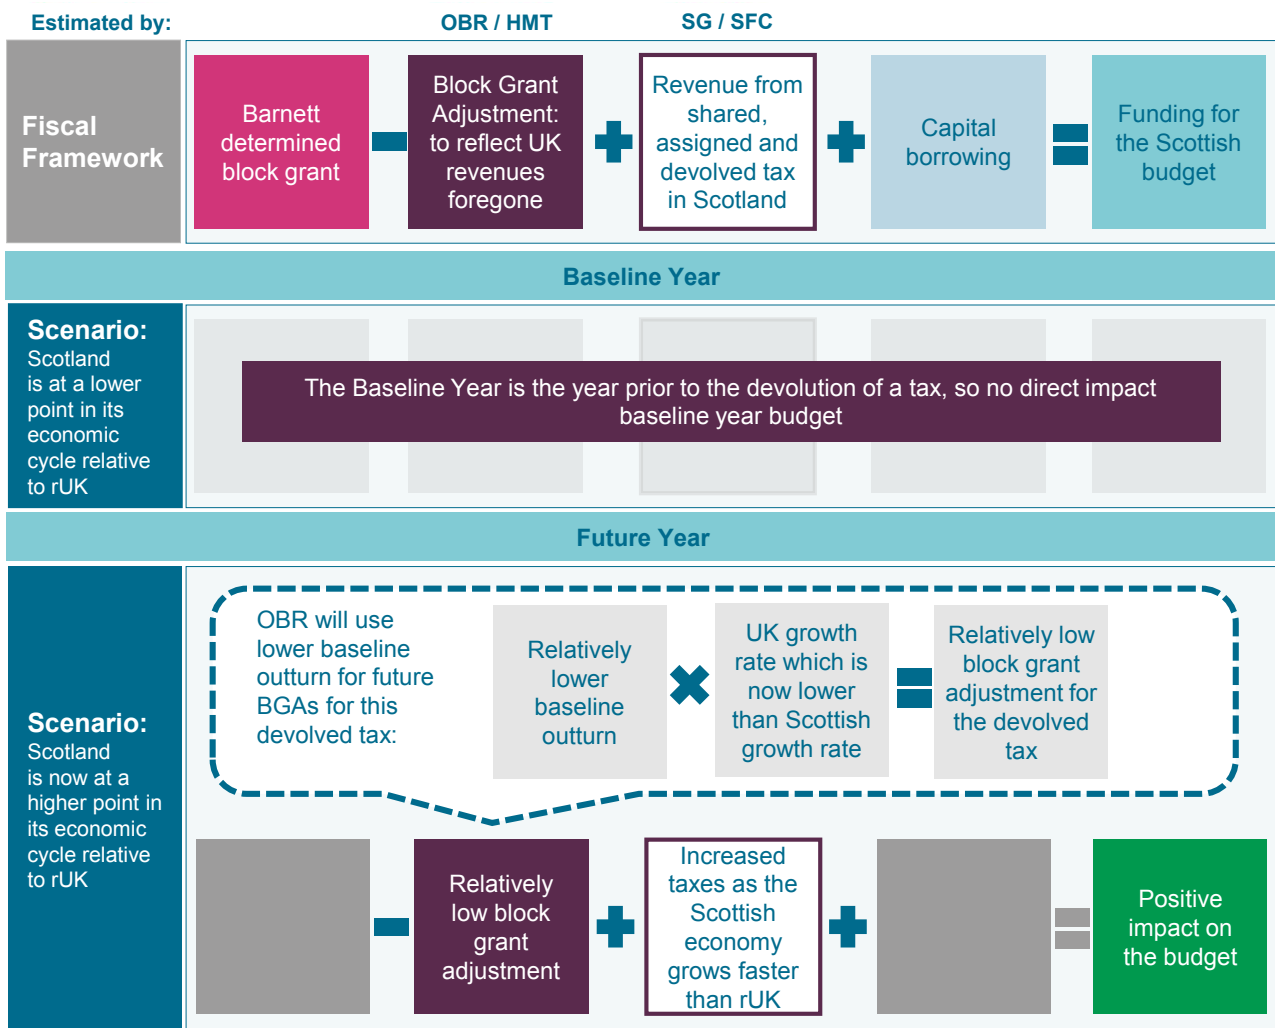 Estimated by:
OBR / HMT
SG / SFC
Fiscal
Framework
Barnett
determined
block grant
Block Grant
Adjustment:
to reflect UK
revenues
foregone
Revenue from
shared,
assigned and
devolved tax
in Scotland
Capital
borrowing
Funding for
the Scottish
budget
Baseline Year
Scenario:
Scotland
is at a lower
point in its
economic
cycle relative
to rUK
The Baseline Year is the year prior to the devolution of a tax, so no direct impact
baseline year budget
Future Year
Scenario:
Scotland
is now at a
higher point in
its economic
cycle relative
to rUK
OBR will use
lower baseline
outturn for future
BGAs for this
devolved tax:
Relatively
lower
baseline
outturn
UK growth
rate which is
now lower
than Scottish
growth rate
Relatively low
block grant
adjustment for
the devolved
tax
Relatively
low block
grant
adjustment
Increased
taxes as the
Scottish
economy
grows faster
than rUK
Positive
impact on
the budget